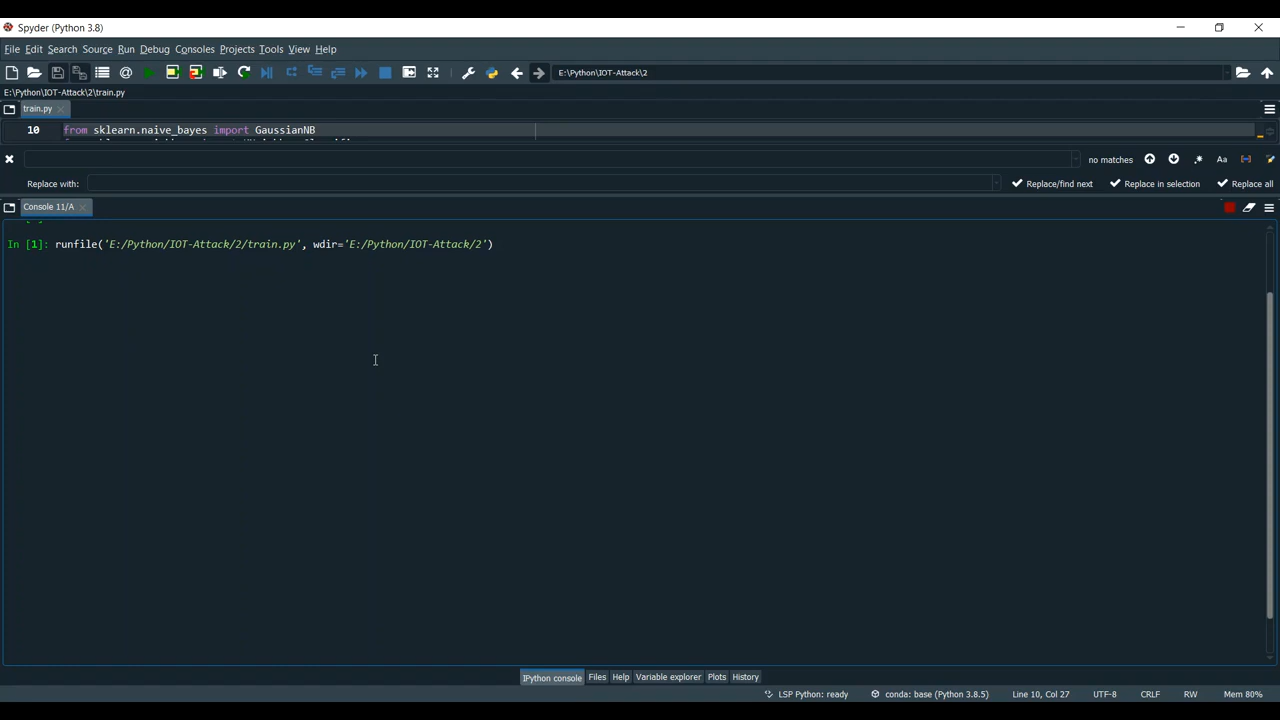 Spyder (Python 3.8)
File Edit Search Source Run Debug Consoles Projects Tools View Help
E:\Python\IOT-Attack\2
E:\Python\IOT-Attack\2\train.py
train.py
10 from sklearn.naive_bayes import GaussianNB
no matches
Aa
Replace with:
Replace/find next
Replace in selection
Replace all
Console 11/A
In [1]: runfile('E:/Python/IOT-Attack/2/train.py', wdir='E:/Python/IOT-Attack/2')
IPython console Files Help Variable explorer Plots History
LSP Python: ready conda: base (Python 3.8.5) Line 10, Col 27 UTF-8 CRLF RW Mem 80%